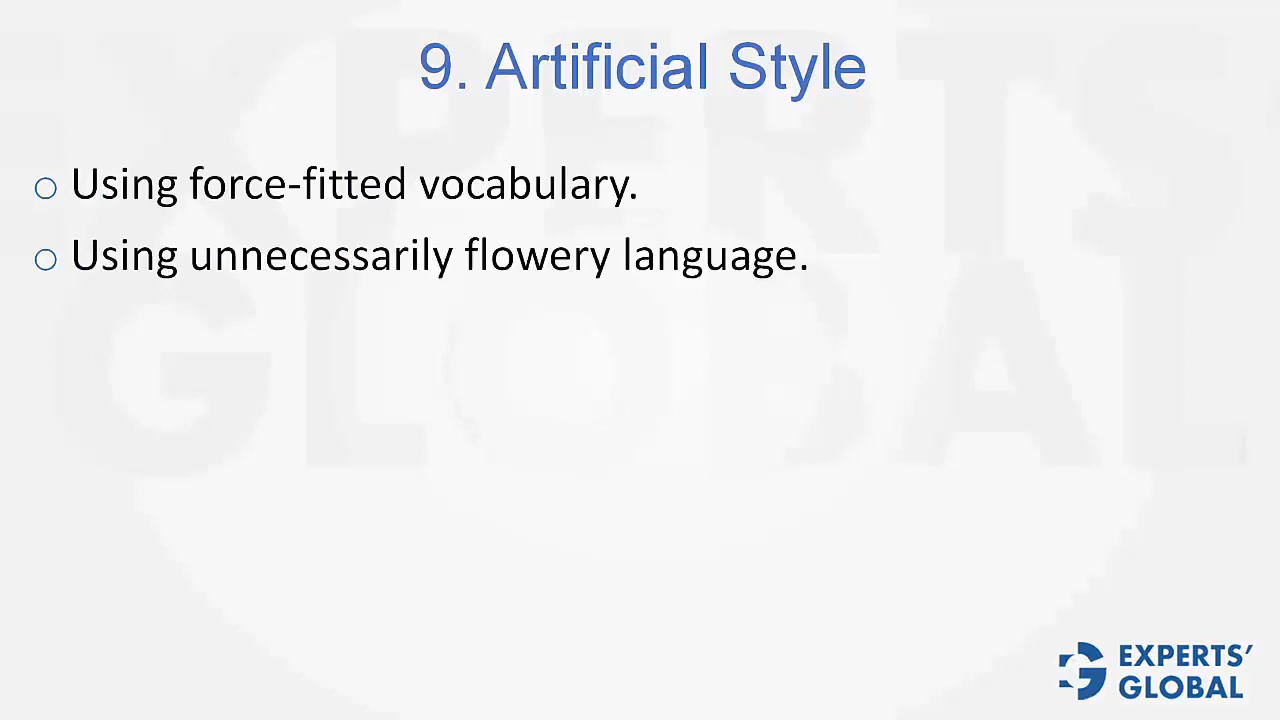 9. Artificial Style
o Using force-fitted vocabulary.
o Using unnecessarily flowery language.
EXPERTS’
GLOBAL